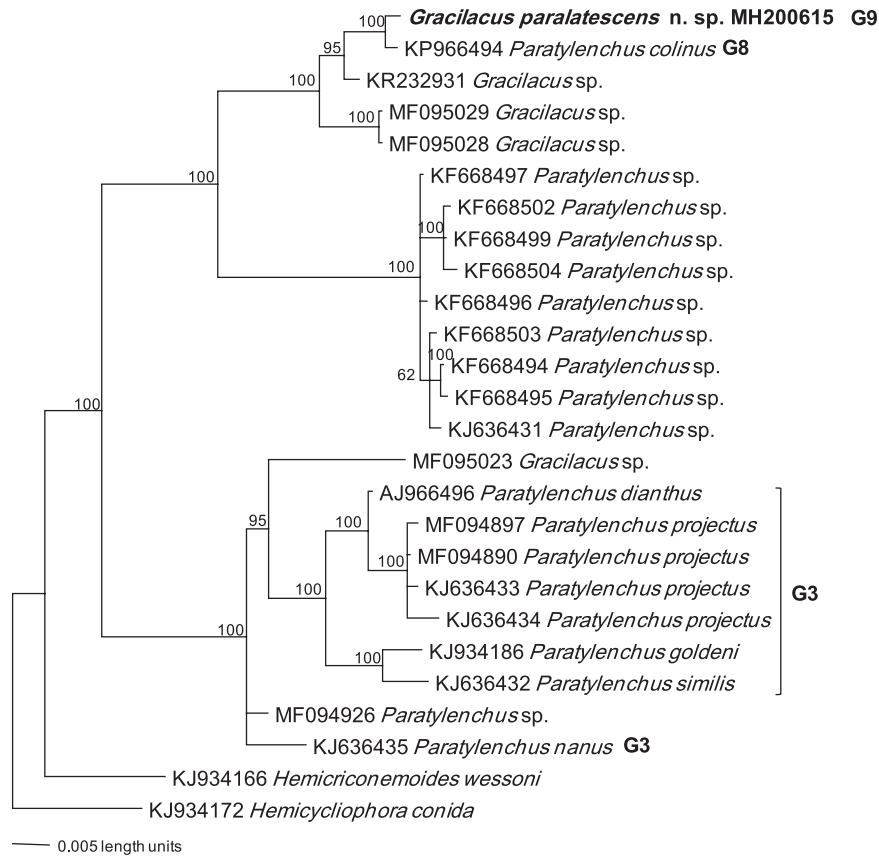 100 Gracilacus paralatescens n. sp. MH200615 G9
95 KP966494 Paratylenchus colinus G8
100 KR232931 Gracilacus sp.
100 MF095029 Gracilacus sp.
MF095028 Gracilacus sp.
100 KF668497 Paratylenchus sp.
KF668502 Paratylenchus sp.
100 KF668499 Paratylenchus sp.
100 KF668504 Paratylenchus sp.
KF668496 Paratylenchus sp.
KF668503 Paratylenchus sp.
100
62 KF668494 Paratylenchus sp.
KF668495 Paratylenchus sp.
100 KJ636431 Paratylenchus sp.
MF095023 Gracilacus sp.
AJ966496 Paratylenchus dianthus
95 100 MF094897 Paratylenchus projectus
100 MF094890 Paratylenchus projectus
100 KJ636433 Paratylenchus projectus G3
KJ636434 Paratylenchus projectus
100 100 KJ934186 Paratylenchus goldeni
KJ636432 Paratylenchus similis
MF094926 Paratylenchus sp.
KJ636435 Paratylenchus nanus G3
KJ934166 Hemicriconemoides wessoni
KJ934172 Hemicycliophora conida
0.005 length units